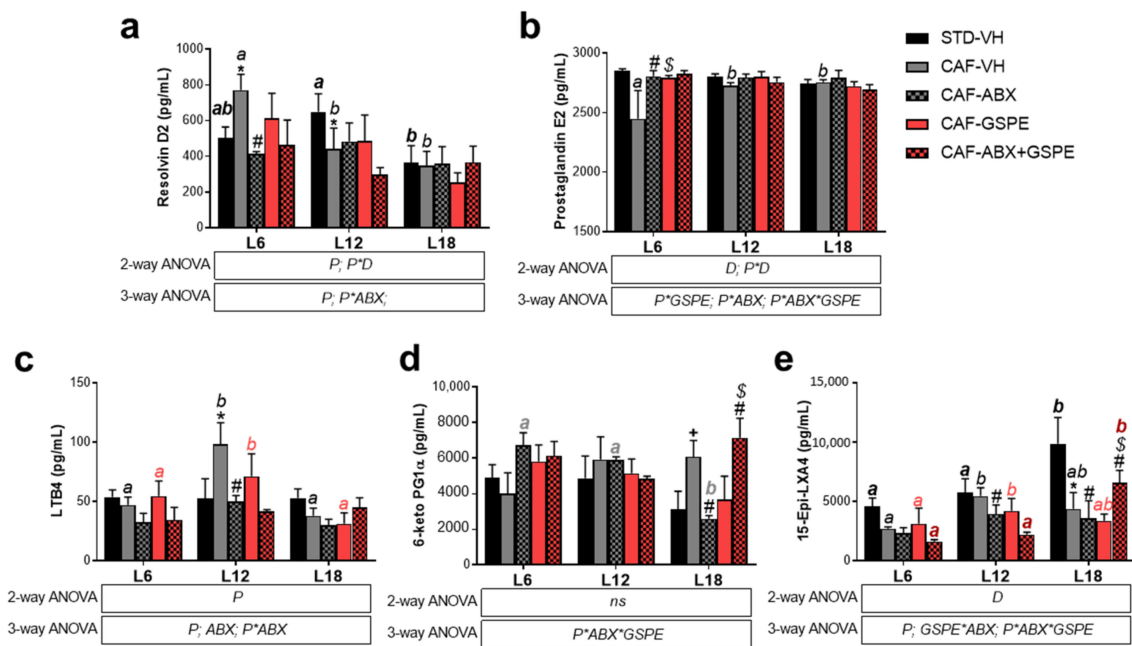 a
Resolvin D2 (pg/mL)
1000
800
600
400
200
0
ab
a
*
#
a
b
*
b
b
L6 L12 L18
2-way ANOVA P; P*D
3-way ANOVA P; P*ABX;
b
Prostaglandin E2 (pg/mL)
3000
2500
2000
1500
a
#
$
b
b
L6 L12 L18
2-way ANOVA D; P*D
3-way ANOVA P*GSPE; P*ABX; P*ABX*GSPE
STD-VH
CAF-VH
CAF-ABX
CAF-GSPE
CAF-ABX+GSPE
c
LTB4 (pg/mL)
150
100
50
0
a
a
b
*
#
b
a
a
L6 L12 L18
2-way ANOVA P
3-way ANOVA P; ABX; P*ABX
d
6-keto PG1α (pg/mL)
10,000
8000
6000
4000
2000
0
a
a
+
b
#
$
#
L6 L12 L18
2-way ANOVA ns
3-way ANOVA P*ABX*GSPE
e
15-Epi-LXA4 (pg/mL)
15,000
10,000
5000
0
a
a
a
a
a
b
#
b
a
b
ab
*
#
ab
b
$
#
L6 L12 L18
2-way ANOVA D
3-way ANOVA P; GSPE*ABX; P*ABX*GSPE